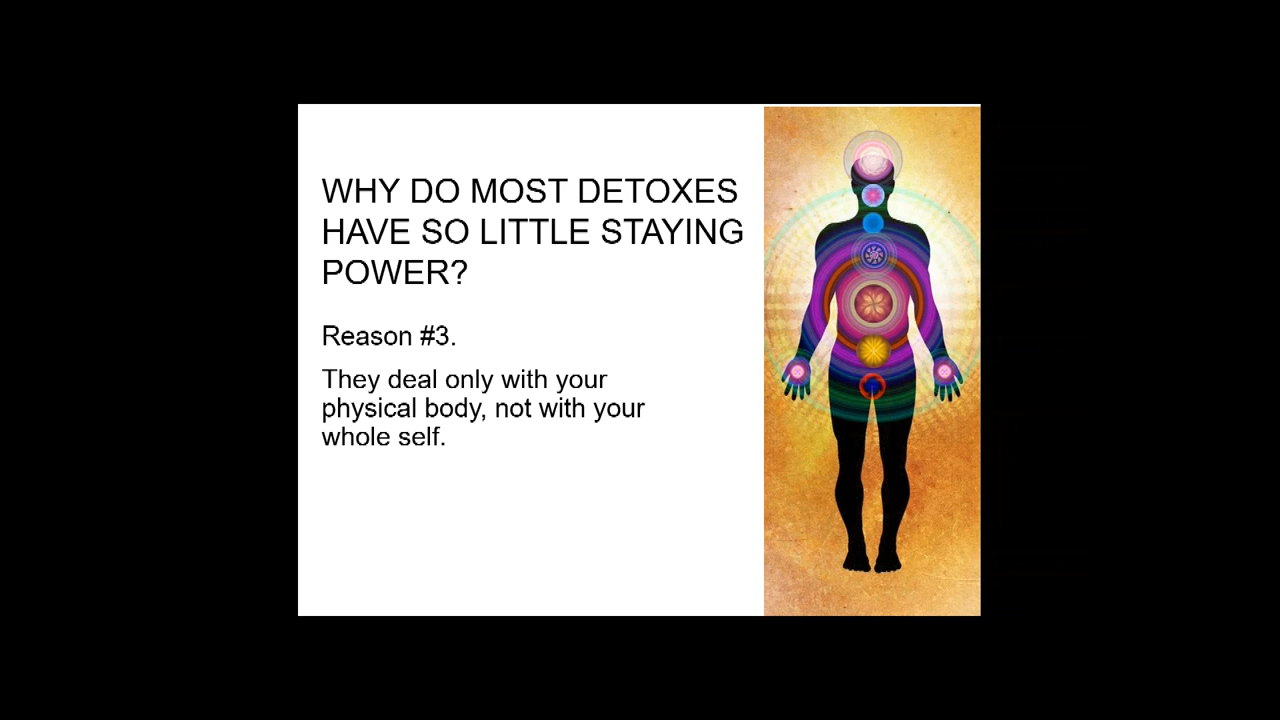 WHY DO MOST DETOXES
HAVE SO LITTLE STAYING
POWER?
Reason #3.
They deal only with your
physical body, not with your
whole self.